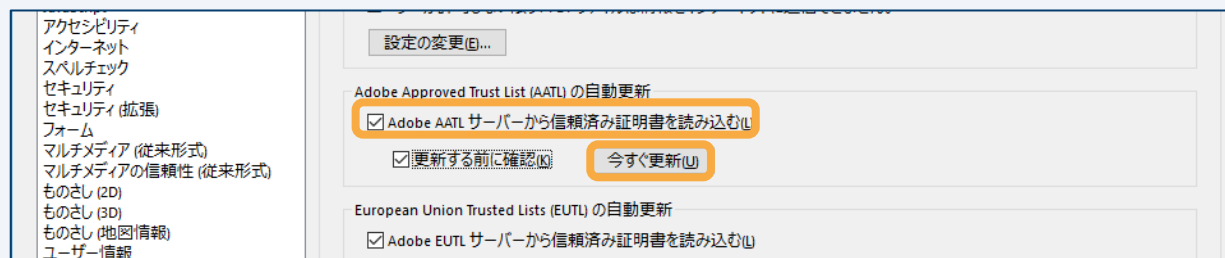 アクセシビリティ
インターネット
スペルチェック
セキュリティ
セキュリティ (拡張)
フォーム
マルチメディア (従来形式)
マルチメディアの信頼性 (従来形式)
ものさし (2D)
ものさし (3D)
ものさし (地図情報)
ユーザー情報
設定の変更(E)...
Adobe Approved Trust List (AATL) の自動更新
Adobe AATL サーバーから信頼済み証明書を読み込む(L)
更新する前に確認(K) 今すぐ更新(U)
European Union Trusted Lists (EUTL) の自動更新
Adobe EUTL サーバーから信頼済み証明書を読み込む(L)